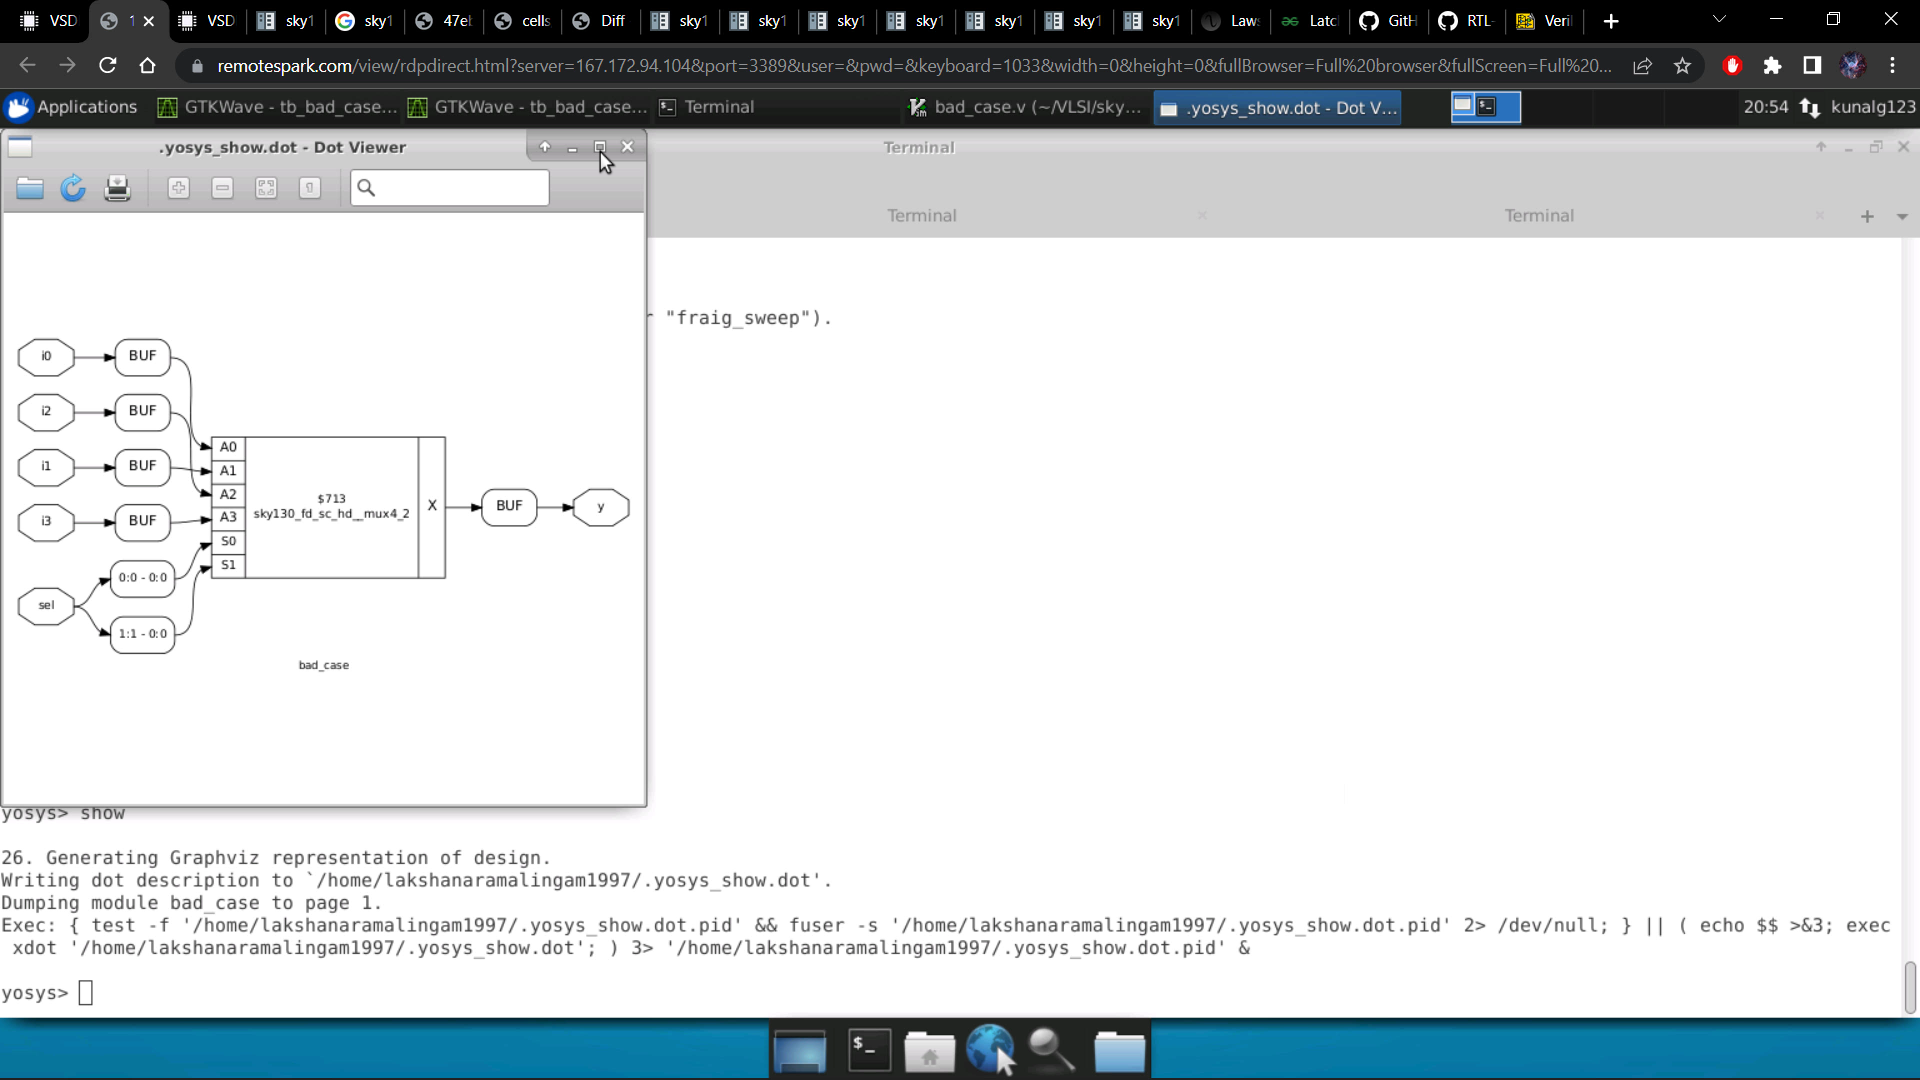 VSD
1
VSD
sky1
sky1
47el
cells
Diff
sky1
sky1
sky1
sky1
sky1
sky1
sky1
Law
Latc
GitH
RTL-
Veri
remotespark.com/view/rdpdirect.html?server=167.172.94.104&port=3389&user=&pwd=&keyboard=1033&width=0&height=0&fullBrowser=Full%20browser&fullScreen=Full%20...
Applications
GTKWave - tb_bad_case...
GTKWave - tb_bad_case...
Terminal
bad_case.v (~/VLSI/sky...
.yosys_show.dot - Dot V...
20:54
kunalg123
.yosys_show.dot - Dot Viewer
Terminal
Terminal
Terminal
r "fraig_sweep").
i0
BUF
i2
BUF
i1
BUF
i3
BUF
sel
0:0 - 0:0
1:1 - 0:0
A0
A1
A2
A3
S0
S1
$713
sky130_fd_sc_hd__mux4_2
X
BUF
y
bad_case
yosys> show
26. Generating Graphviz representation of design.
Writing dot description to `/home/lakshanaramalingam1997/.yosys_show.dot'.
Dumping module bad_case to page 1.
Exec: { test -f '/home/lakshanaramalingam1997/.yosys_show.dot.pid' && fuser -s '/home/lakshanaramalingam1997/.yosys_show.dot.pid' 2> /dev/null; } || ( echo $$ >&3; exec
xdot '/home/lakshanaramalingam1997/.yosys_show.dot'; ) 3> '/home/lakshanaramalingam1997/.yosys_show.dot.pid' &
yosys>